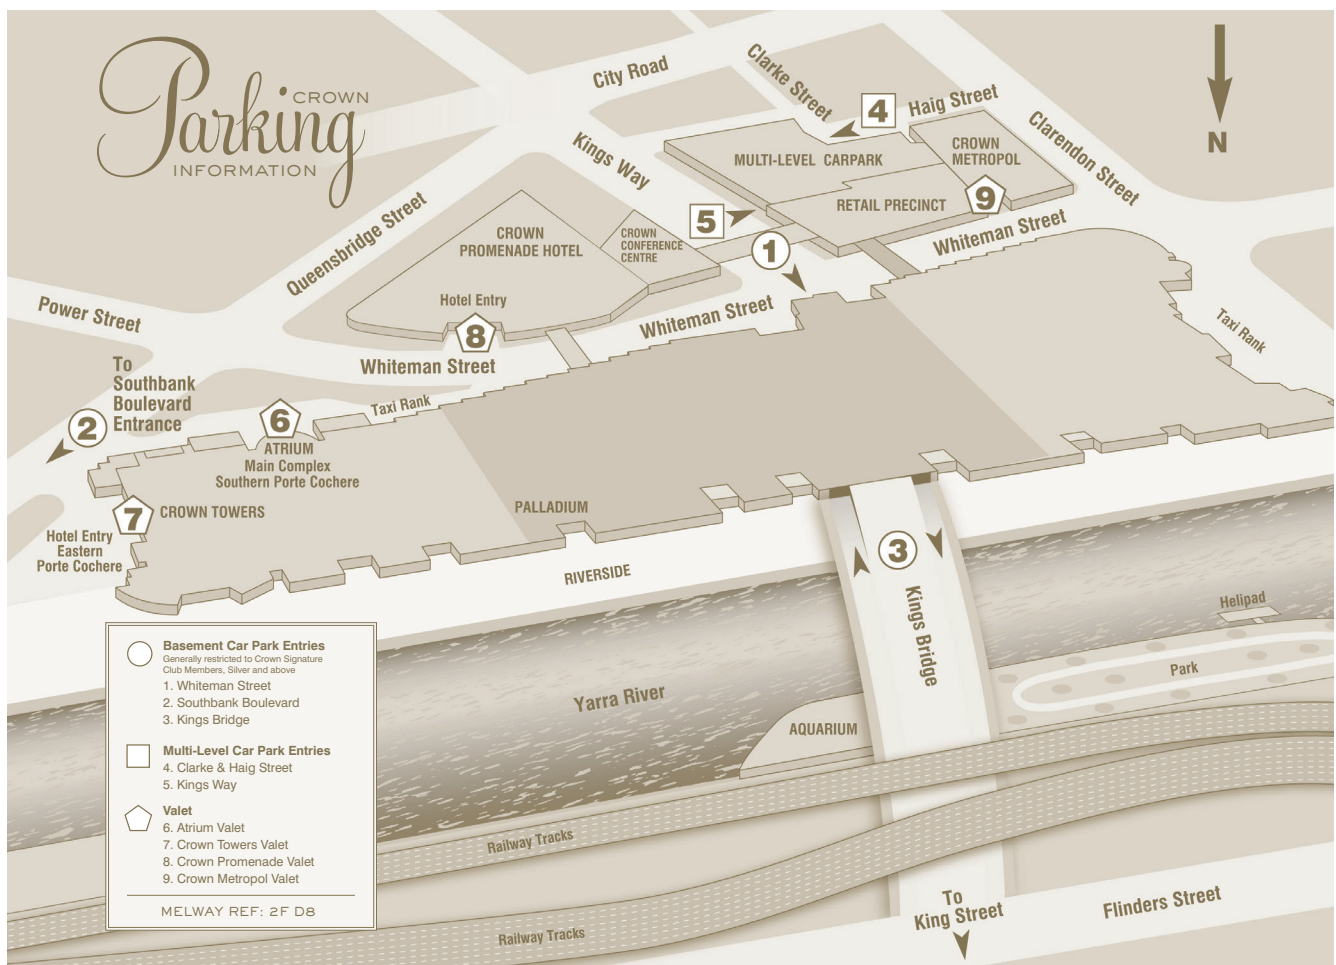 CROWN
Parking
INFORMATION
City Road
Clarke Street
4
Haig Street
Clarendon Street
N
Kings Way
MULTI-LEVEL CARPARK
CROWN
METROPOL
9
RETAIL PRECINCT
5
1
Whiteman Street
Queensbridge Street
CROWN
PROMENADE HOTEL
CROWN
CONFERENCE
CENTRE
Hotel Entry
8
Whiteman Street
Whiteman Street
Power Street
Taxi Rank
To
Southbank
Boulevard
Entrance
2
Taxi Rank
6
ATRIUM
Main Complex
Southern Porte Cochere
7
CROWN TOWERS
PALLADIUM
Hotel Entry
Eastern
Porte Cochere
RIVERSIDE
3
Kings Bridge
Helipad
Park
Yarra River
AQUARIUM
Railway Tracks
Railway Tracks
To
King Street
Flinders Street
Basement Car Park Entries
Generally restricted to Crown Signature
Club Members, Silver and above
1. Whiteman Street
2. Southbank Boulevard
3. Kings Bridge
Multi-Level Car Park Entries
4. Clarke & Haig Street
5. Kings Way
Valet
6. Atrium Valet
7. Crown Towers Valet
8. Crown Promenade Valet
9. Crown Metropol Valet
MELWAY REF: 2F D8